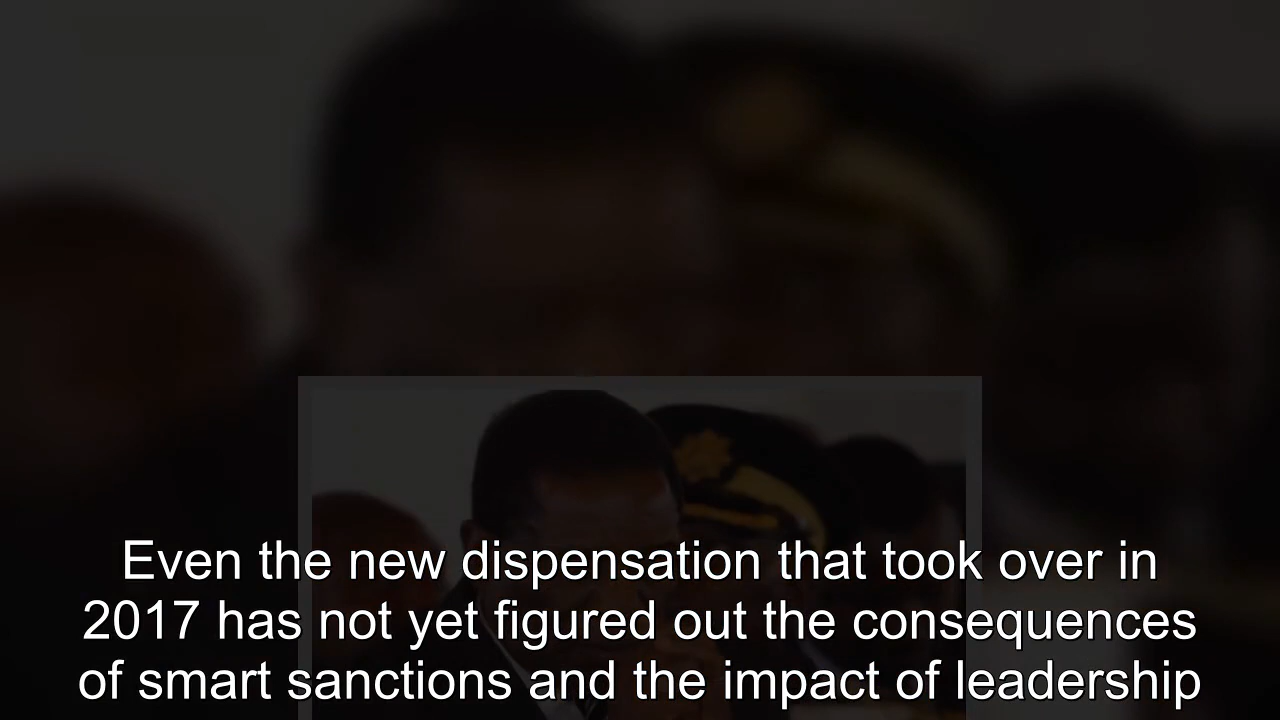 Even the new dispensation that took over in
2017 has not yet figured out the consequences
of smart sanctions and the impact of leadership